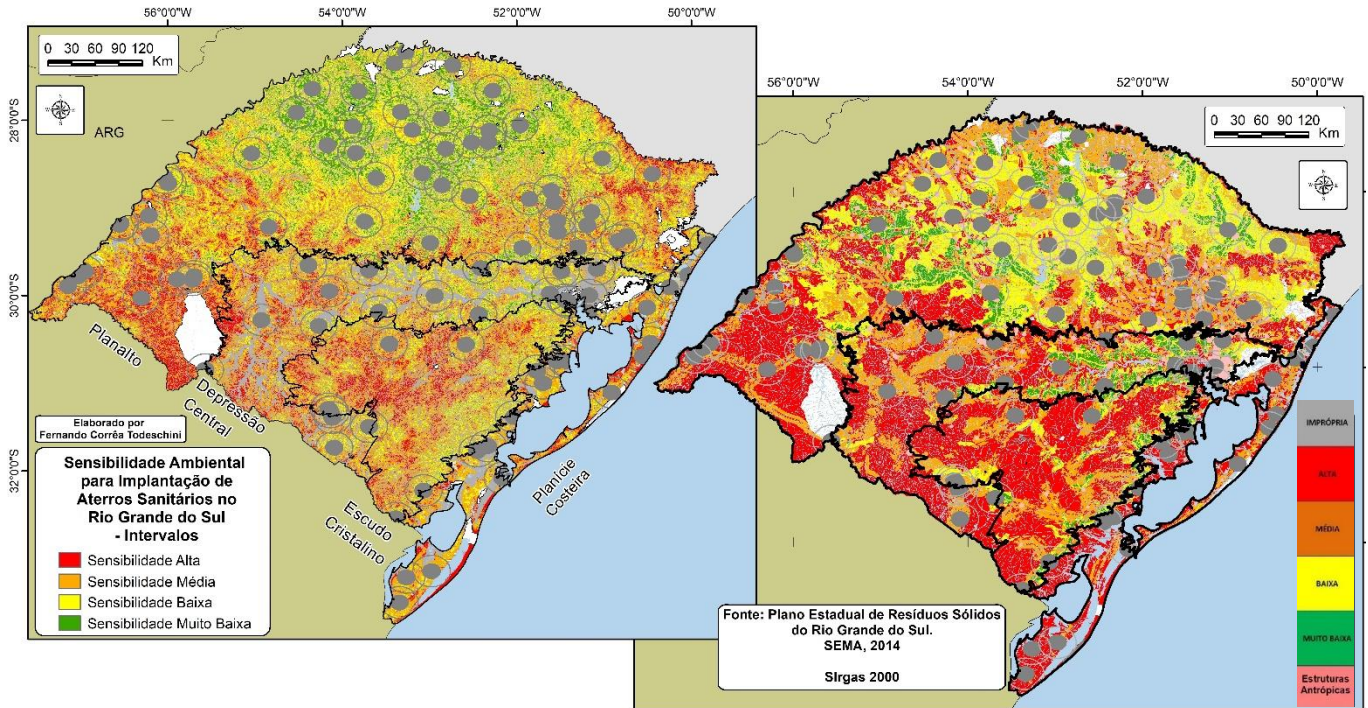 56°0'0"W 54°0'0"W 52°0'0"W 50°0'0"W
0 30 60 90 120
Km
ARG
28°0'0"S
30°0'0"S
32°0'0"S
Planalto
Depressão
Central
Escudo
Cristalino
Planície
Costeira
Elaborado por
Fernando Corrêa Todeschini
Sensibilidade Ambiental
para Implantação de
Aterros Sanitários no
Rio Grande do Sul
- Intervalos
Sensibilidade Alta
Sensibilidade Média
Sensibilidade Baixa
Sensibilidade Muito Baixa
56°0'0"W 54°0'0"W 52°0'0"W 50°0'0"W
0 30 60 90 120
Km
Fonte: Plano Estadual de Resíduos Sólidos
do Rio Grande do Sul.
SEMA, 2014
SIrgas 2000
IMPRÓPRIA
ALTA
MÉDIA
BAIXA
MUITO BAIXA
Estruturas
Antrópicas